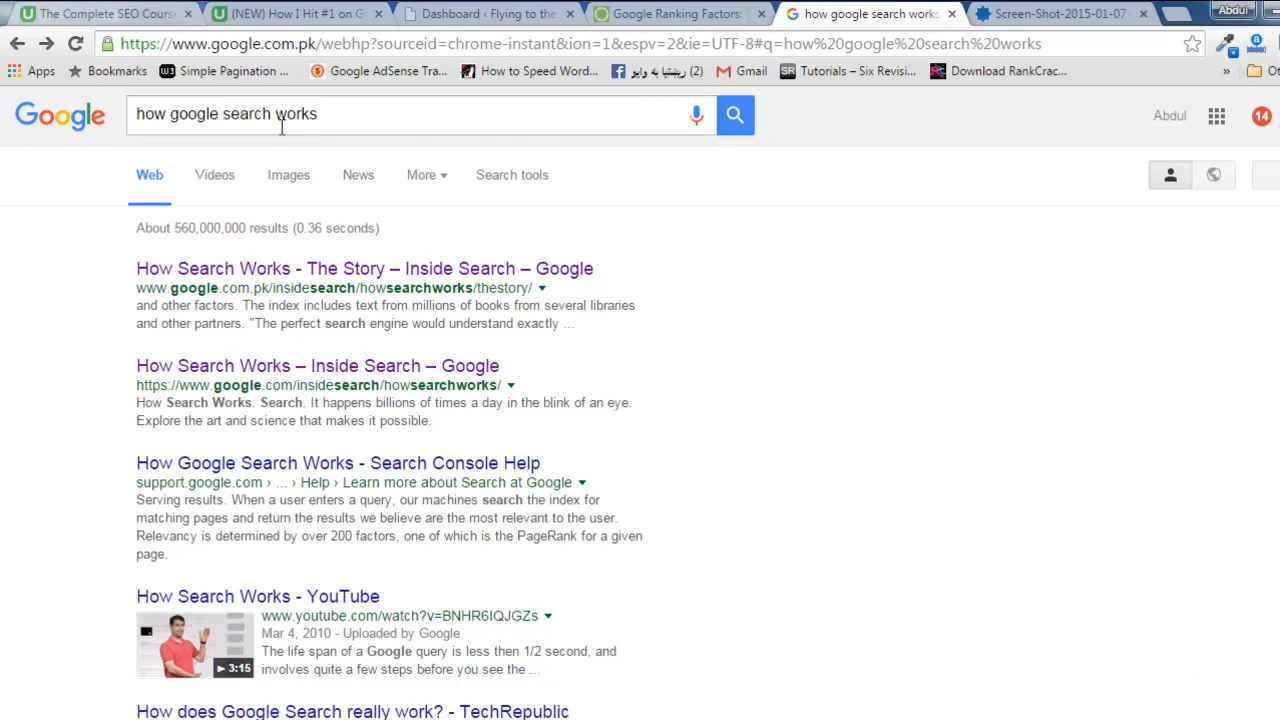 The Complete SEO Cours
(NEW) How I Hit #1 on G
Dashboard ‹ Flying to the
Google Ranking Factors:
how google search works
Screen-Shot-2015-01-07-
Abdul
https://www.google.com.pk/webhp?sourceid=chrome-instant&ion=1&espv=2&ie=UTF-8#q=how%20google%20search%20works
Apps
Bookmarks
Simple Pagination ...
Google AdSense Tra...
How to Speed Word...
(2)
Gmail
SR Tutorials – Six Revisi...
Download RankCrac...
»
Ot
Google
how google search works
Abdul
14
Web
Videos
Images
News
More
Search tools
About 560,000,000 results (0.36 seconds)
How Search Works - The Story – Inside Search – Google
www.google.com.pk/insidesearch/howsearchworks/thestory/
and other factors. The index includes text from millions of books from several libraries
and other partners. "The perfect search engine would understand exactly ...
How Search Works – Inside Search – Google
https://www.google.com/insidesearch/howsearchworks/
How Search Works. Search. It happens billions of times a day in the blink of an eye.
Explore the art and science that makes it possible.
How Google Search Works - Search Console Help
support.google.com › ... › Help › Learn more about Search at Google
Serving results. When a user enters a query, our machines search the index for
matching pages and return the results we believe are the most relevant to the user.
Relevancy is determined by over 200 factors, one of which is the PageRank for a given
page.
How Search Works - YouTube
www.youtube.com/watch?v=BNHR6IQJGZs
Mar 4, 2010 - Uploaded by Google
The life span of a Google query is less then 1/2 second, and
involves quite a few steps before you see the ...
3:15
How does Google Search really work? - TechRepublic